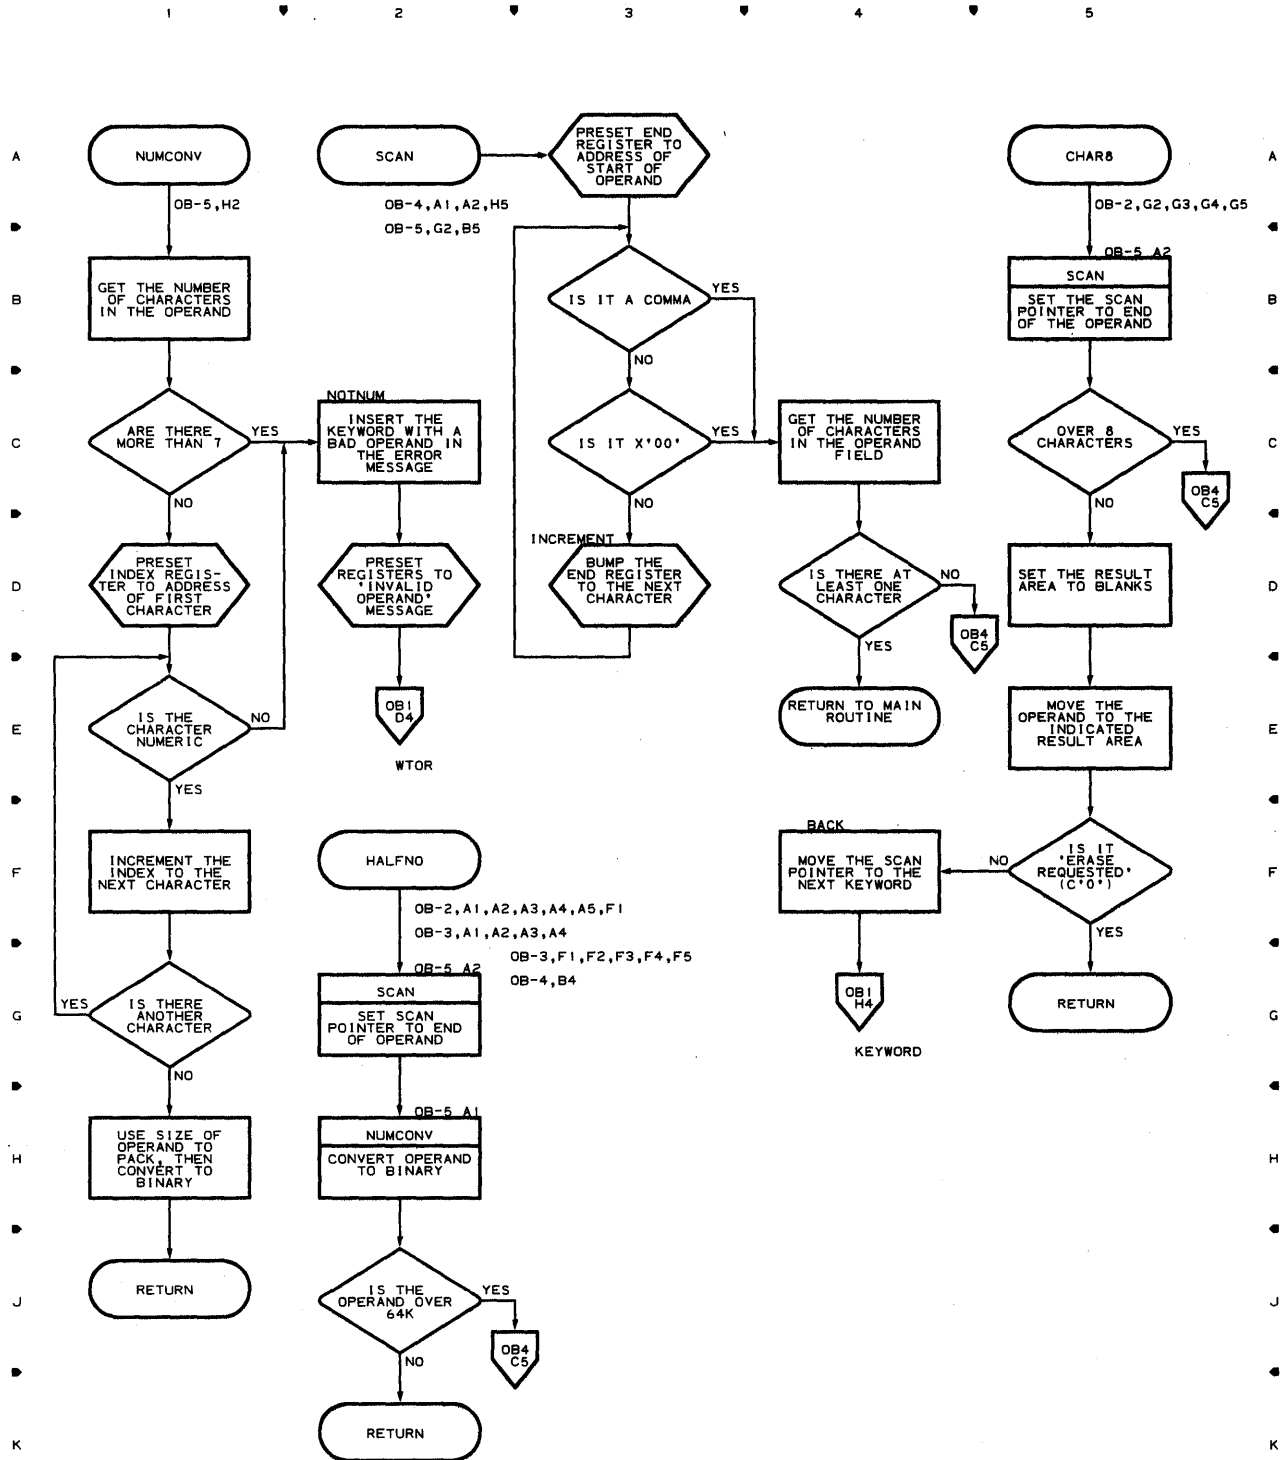 1 2 3 4 5
A A
NUMCONV
OB-5,H2
GET THE NUMBER
OF CHARACTERS
IN THE OPERAND
ARE THERE
MORE THAN 7
YES
NO
PRESET
INDEX REGIS-
TER TO ADDRESS
OF FIRST
CHARACTER
IS THE
CHARACTER
NUMERIC
NO
YES
INCREMENT THE
INDEX TO THE
NEXT CHARACTER
IS THERE
ANOTHER
CHARACTER
YES
NO
USE SIZE OF
OPERAND TO
PACK, THEN
CONVERT TO
BINARY
RETURN
NOTNUM
INSERT THE
KEYWORD WITH A
BAD OPERAND IN
THE ERROR
MESSAGE
PRESET
REGISTERS TO
'INVALID
OPERAND'
MESSAGE
OB1
D4
WTOR
SCAN
OB-4,A1,A2,H5
OB-5,G2,B5
PRESET END
REGISTER TO
ADDRESS OF
START OF
OPERAND
IS IT A COMMA
YES
NO
IS IT X'00'
YES
NO
INCREMENT
BUMP THE
END REGISTER
TO THE NEXT
CHARACTER
GET THE NUMBER
OF CHARACTERS
IN THE OPERAND
FIELD
IS THERE AT
LEAST ONE
CHARACTER
NO
OB4
C5
YES
RETURN TO MAIN
ROUTINE
HALFNO
OB-2,A1,A2,A3,A4,A5,F1
OB-3,A1,A2,A3,A4
OB-3,F1,F2,F3,F4,F5
OB-4,B4
OB-5 A2
SCAN
SET SCAN
POINTER TO END
OF OPERAND
OB-5 A1
NUMCONV
CONVERT OPERAND
TO BINARY
IS THE
OPERAND OVER
64K
YES
OB4
C5
NO
RETURN
CHAR8
OB-2,G2,G3,G4,G5
OB-5 A2
SCAN
SET THE SCAN
POINTER TO END
OF THE OPERAND
OVER 8
CHARACTERS
YES
OB4
C5
NO
SET THE RESULT
AREA TO BLANKS
MOVE THE
OPERAND TO THE
INDICATED
RESULT AREA
IS IT
'ERASE
REQUESTED'
(C'0')
NO
YES
RETURN
BACK
MOVE THE SCAN
POINTER TO THE
NEXT KEYWORD
OB1
H4
KEYWORD
B B
C C
D D
E E
F F
G G
H H
J J
K K